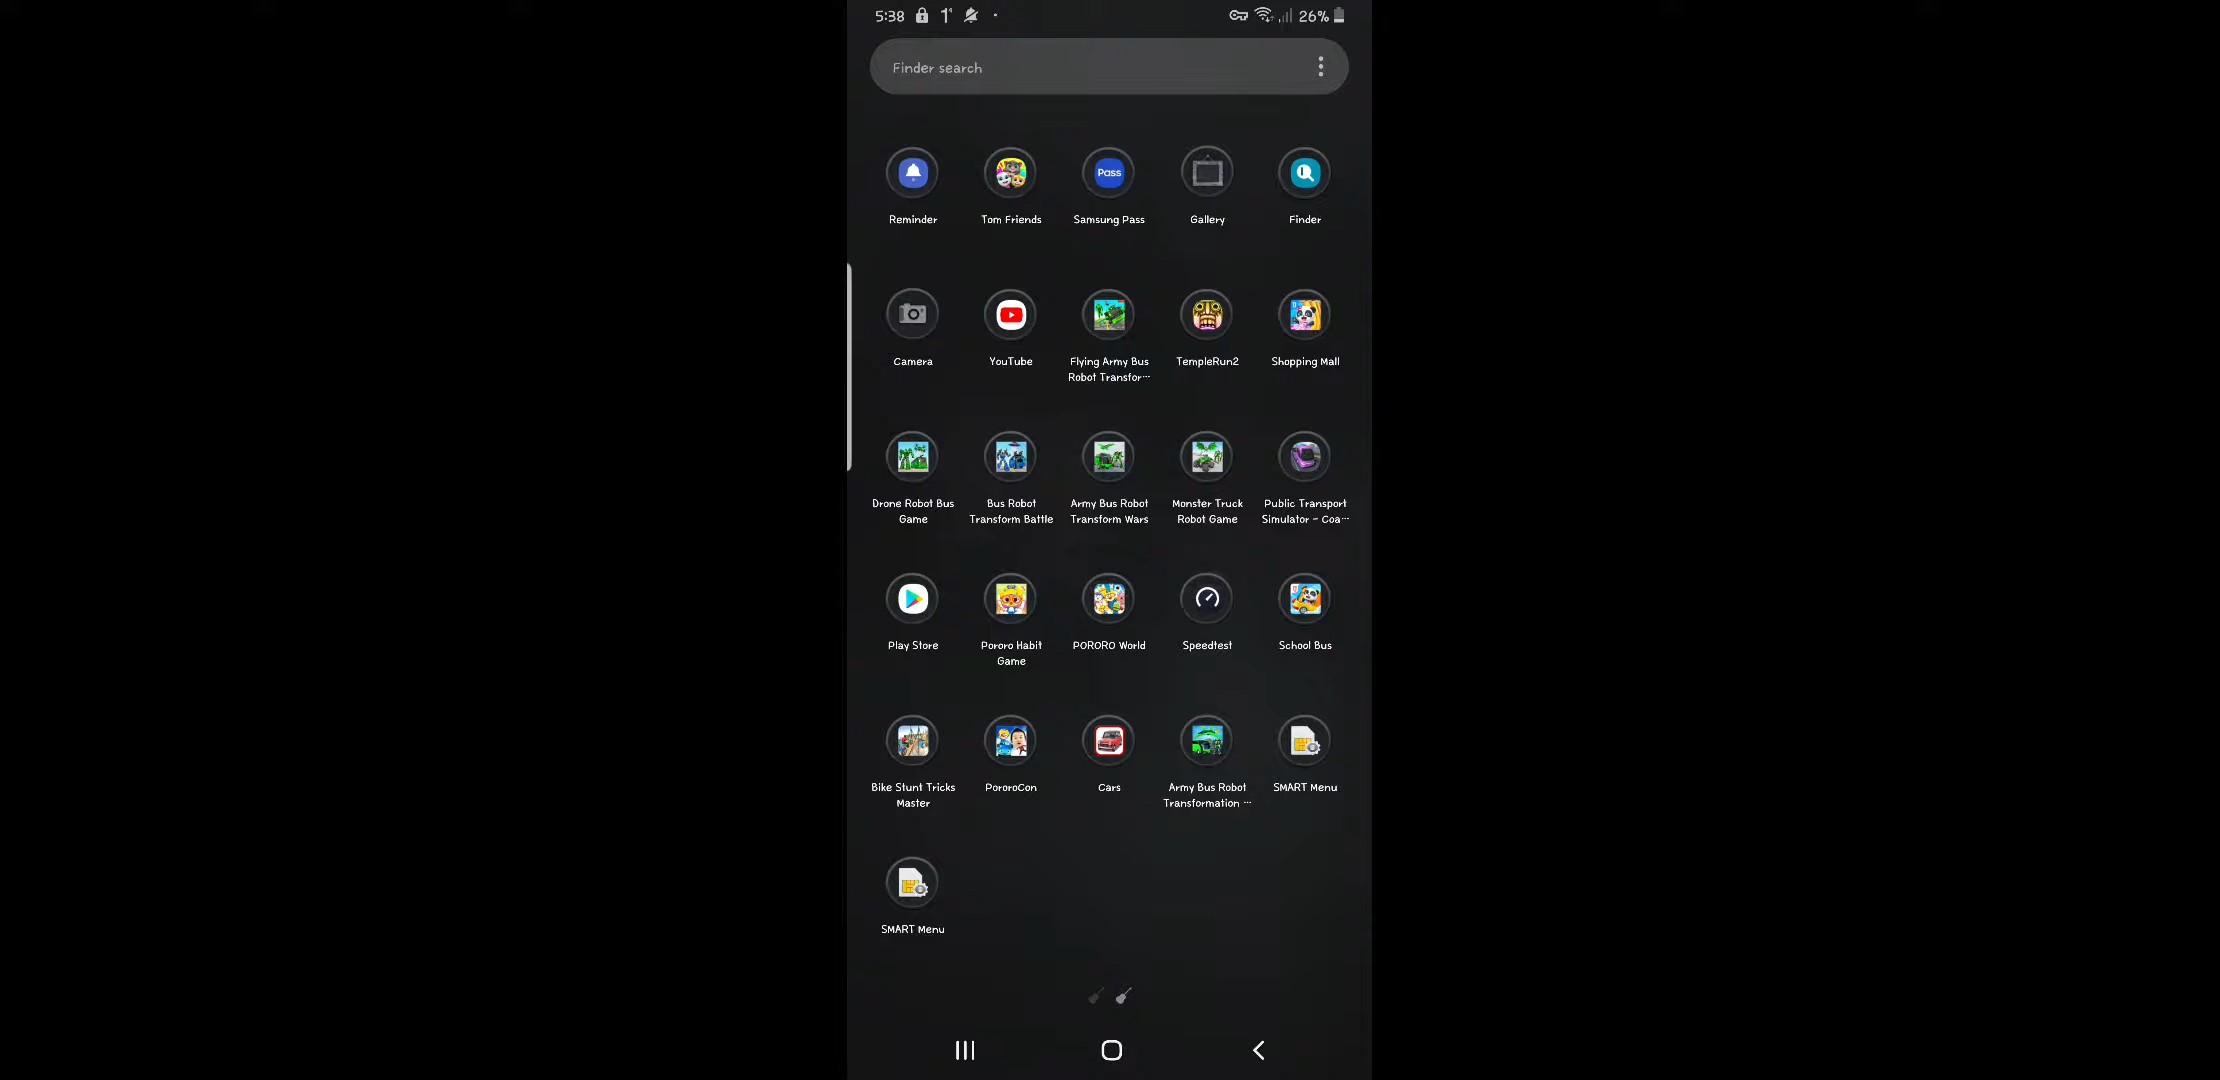 5:38 1° 26%
Finder search
Reminder Tom Friends Samsung Pass Gallery Finder
Pass
Camera YouTube Flying Army Bus TempleRun2 Shopping Mall
Robot Transfor…
Drone Robot Bus Bus Robot Army Bus Robot Monster Truck Public Transport
Game Transform Battle Transform Wars Robot Game Simulator - Coa…
Play Store Pororo Habit PORORO World Speedtest School Bus
Game
Bike Stunt Tricks PororoCon Cars Army Bus Robot SMART Menu
Master Transformation …
SMART Menu